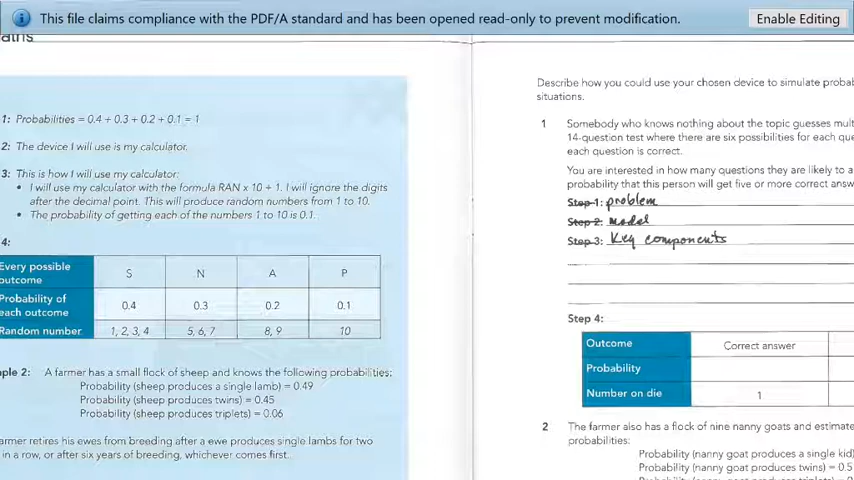 This file claims compliance with the PDF/A standard and has been opened read-only to prevent modification.
Enable Editing
1: Probabilities = 0.4 + 0.3 + 0.2 + 0.1 = 1
2: The device I will use is my calculator.
3: This is how I will use my calculator:
• I will use my calculator with the formula RAN x 10 + 1. I will ignore the digits
after the decimal point. This will produce random numbers from 1 to 10.
• The probability of getting each of the numbers 1 to 10 is 0.1.
4:
Every possible
outcome
S N A P
Probability of
each outcome
0.4 0.3 0.2 0.1
Random number 1, 2, 3, 4 5, 6, 7 8, 9 10
ple 2: A farmer has a small flock of sheep and knows the following probabilities:
Probability (sheep produces a single lamb) = 0.49
Probability (sheep produces twins) = 0.45
Probability (sheep produces triplets) = 0.06
armer retires his ewes from breeding after a ewe produces single lambs for two
in a row, or after six years of breeding, whichever comes first.
Describe how you could use your chosen device to simulate probab
situations.
1 Somebody who knows nothing about the topic guesses mult
14-question test where there are six possibilities for each que
each question is correct.
You are interested in how many questions they are likely to a
probability that this person will get five or more correct answ
Step 1: problem
Step 2: model
Step 3: Key components
Step 4:
Outcome Correct answer
Probability
Number on die 1
2 The farmer also has a flock of nine nanny goats and estimate
probabilities:
Probability (nanny goat produces a single kid)
Probability (nanny goat produces twins) = 0.5